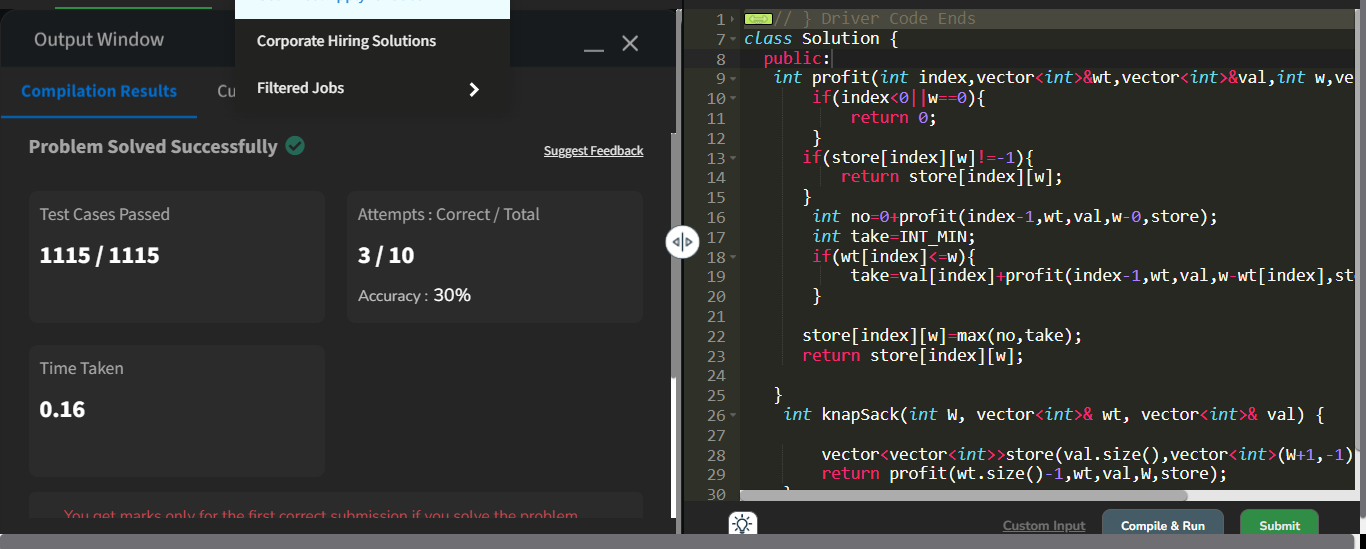 Output Window
Corporate Hiring Solutions
Filtered Jobs
Compilation Results
Cu
Problem Solved Successfully
Suggest Feedback
Test Cases Passed
1115 / 1115
Attempts : Correct / Total
3 / 10
Accuracy : 30%
Time Taken
0.16
You get marks only for the first correct submission if you solve the problem
1 // } Driver Code Ends
7 class Solution {
8 public:
9 int profit(int index,vector<int>&wt,vector<int>&val,int w,ve
10 if(index<0||w==0){
11 return 0;
12 }
13 if(store[index][w]!=-1){
14 return store[index][w];
15 }
16 int no=0+profit(index-1,wt,val,w-0,store);
17 int take=INT_MIN;
18 if(wt[index]<=w){
19 take=val[index]+profit(index-1,wt,val,w-wt[index],st
20 }
21
22 store[index][w]=max(no,take);
23 return store[index][w];
24
25 }
26 int knapSack(int W, vector<int>& wt, vector<int>& val) {
27
28 vector<vector<int>>store(val.size(),vector<int>(W+1,-1)
29 return profit(wt.size()-1,wt,val,W,store);
30 }
Custom Input
Compile & Run
Submit